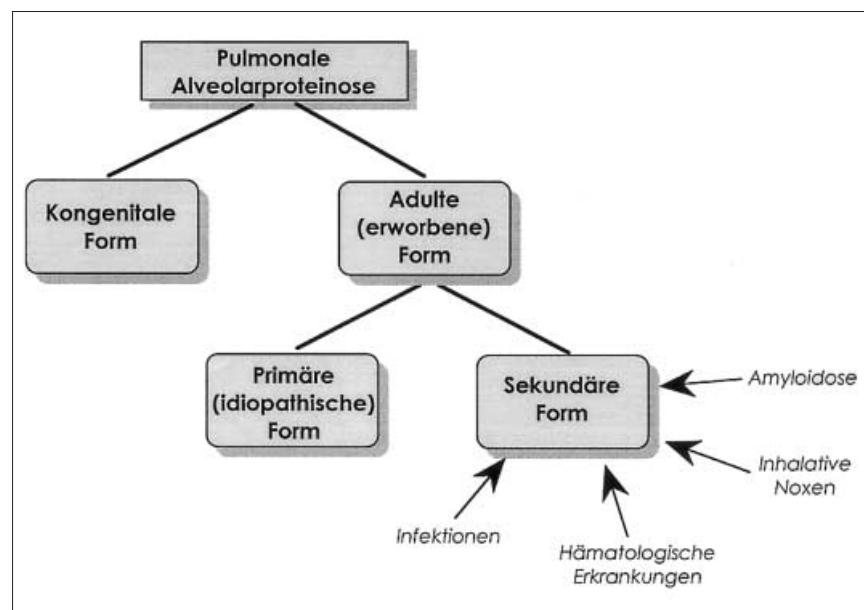 Pulmonale
Alveolarproteinose
Kongenitale
Form
Adulte
(erworbene)
Form
Primäre
(idiopathische)
Form
Sekundäre
Form
Amyloidose
Inhalative
Noxen
Infektionen
Hämatologische
Erkrankungen